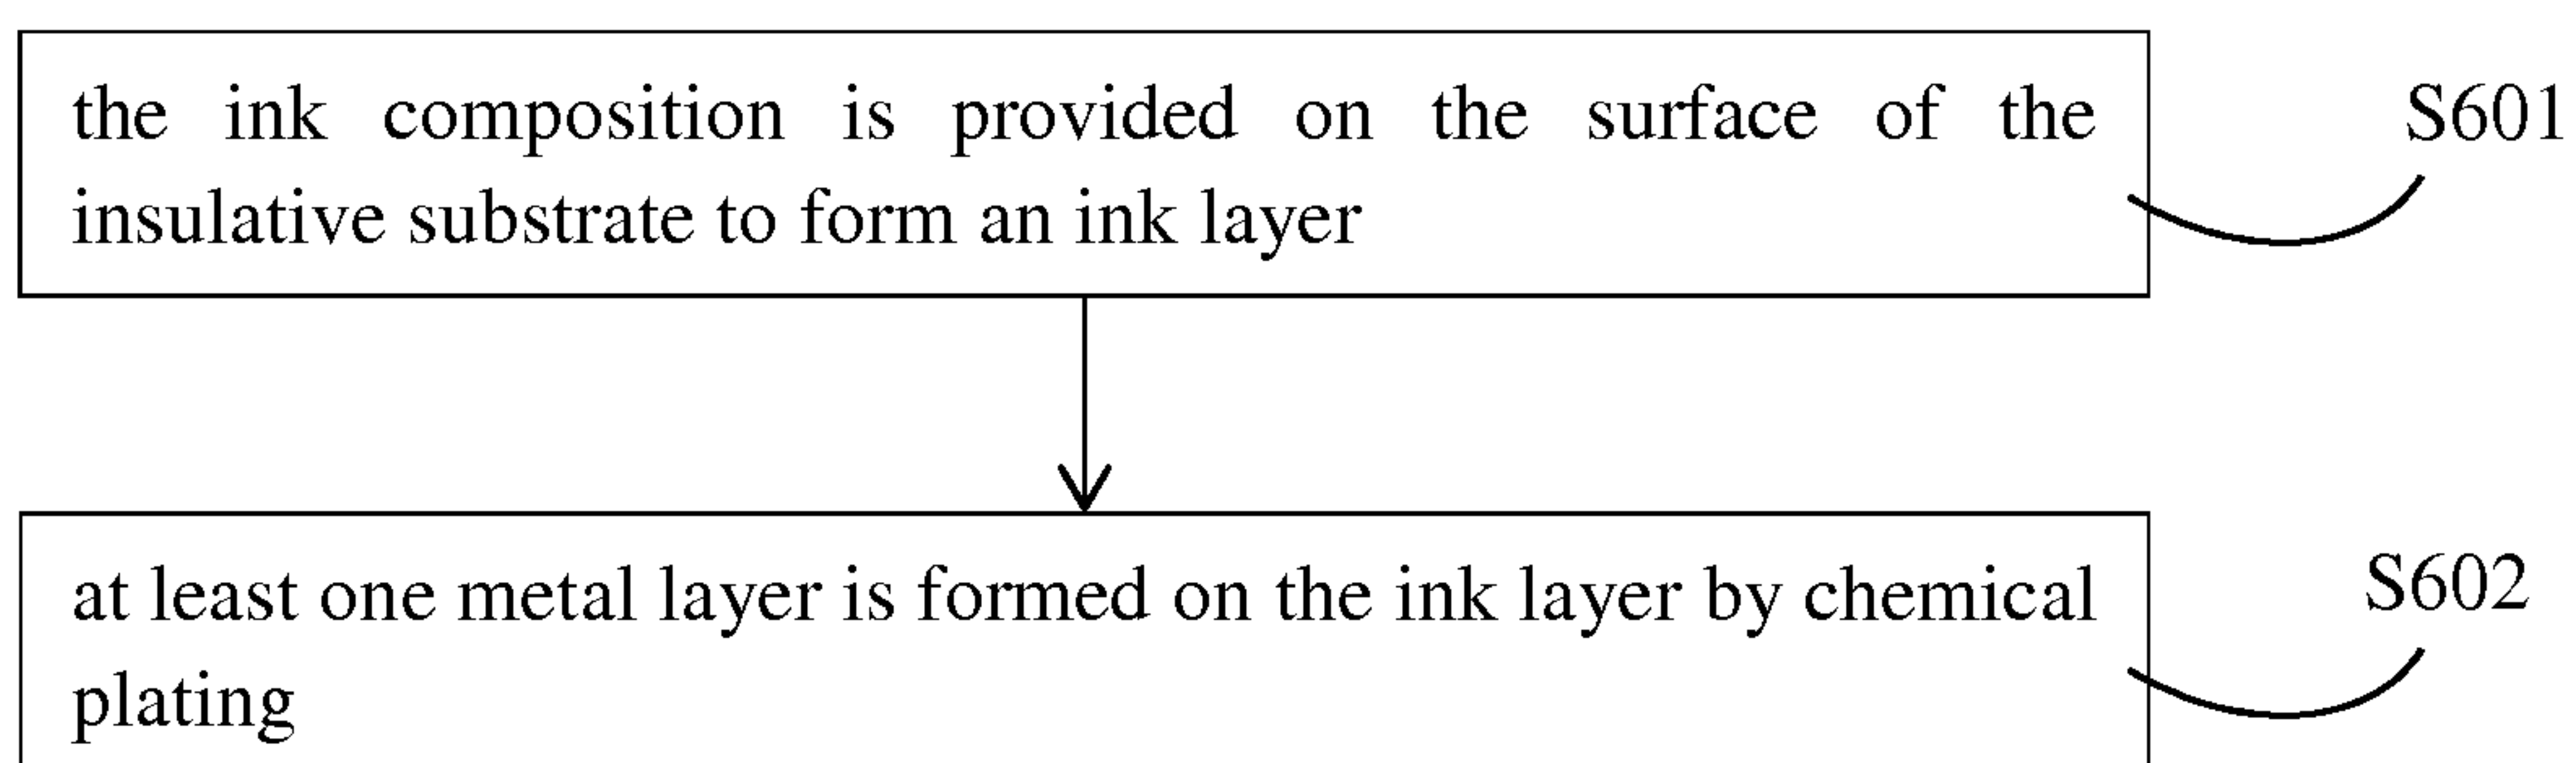 the ink composition is provided on the surface of the
S601
insulative substrate to form an ink layer
at least one metal layer is formed on the ink layer by chemical
S602
plating